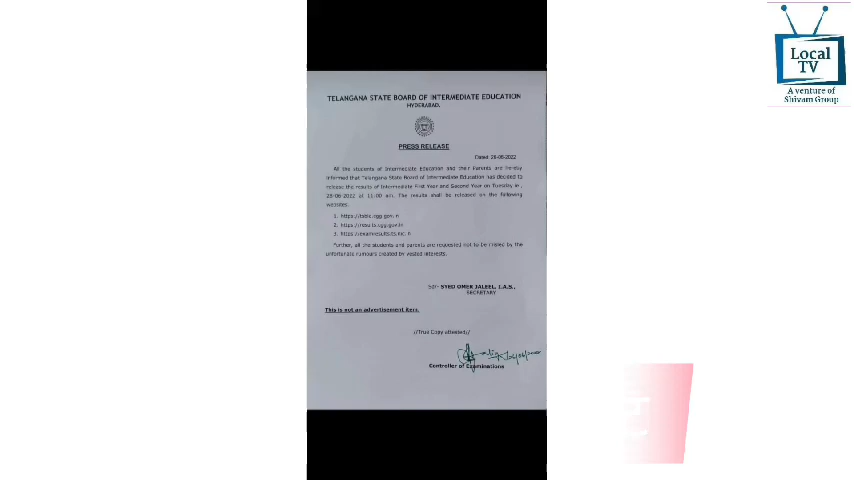 Local
TV
A venture of
Shivam Group
TELANGANA STATE BOARD OF INTERMEDIATE EDUCATION
HYDERABAD.
PRESS RELEASE
Dated 26-06-2022
All the students of Intermediate Education and their Parents are hereby
informed that Telangana State Board of Intermediate Education has decided to
release the results of Intermediate First Year and Second Year on Tuesday i.e.,
28-06-2022 at 11:00 am. The results shall be released on the following
websites.
1. https://tsbie.cgg.gov.in
2. https://results.cgg.gov.in
3. https://examresults.ts.nic.in
Further, all the students and parents are requested not to be misled by the
unfortunate rumours created by vested interests.
Sd/- SYED OMER JALEEL, I.A.S.,
SECRETARY
This is not an advertisement item.
//True Copy attested//
Controller of Examinations